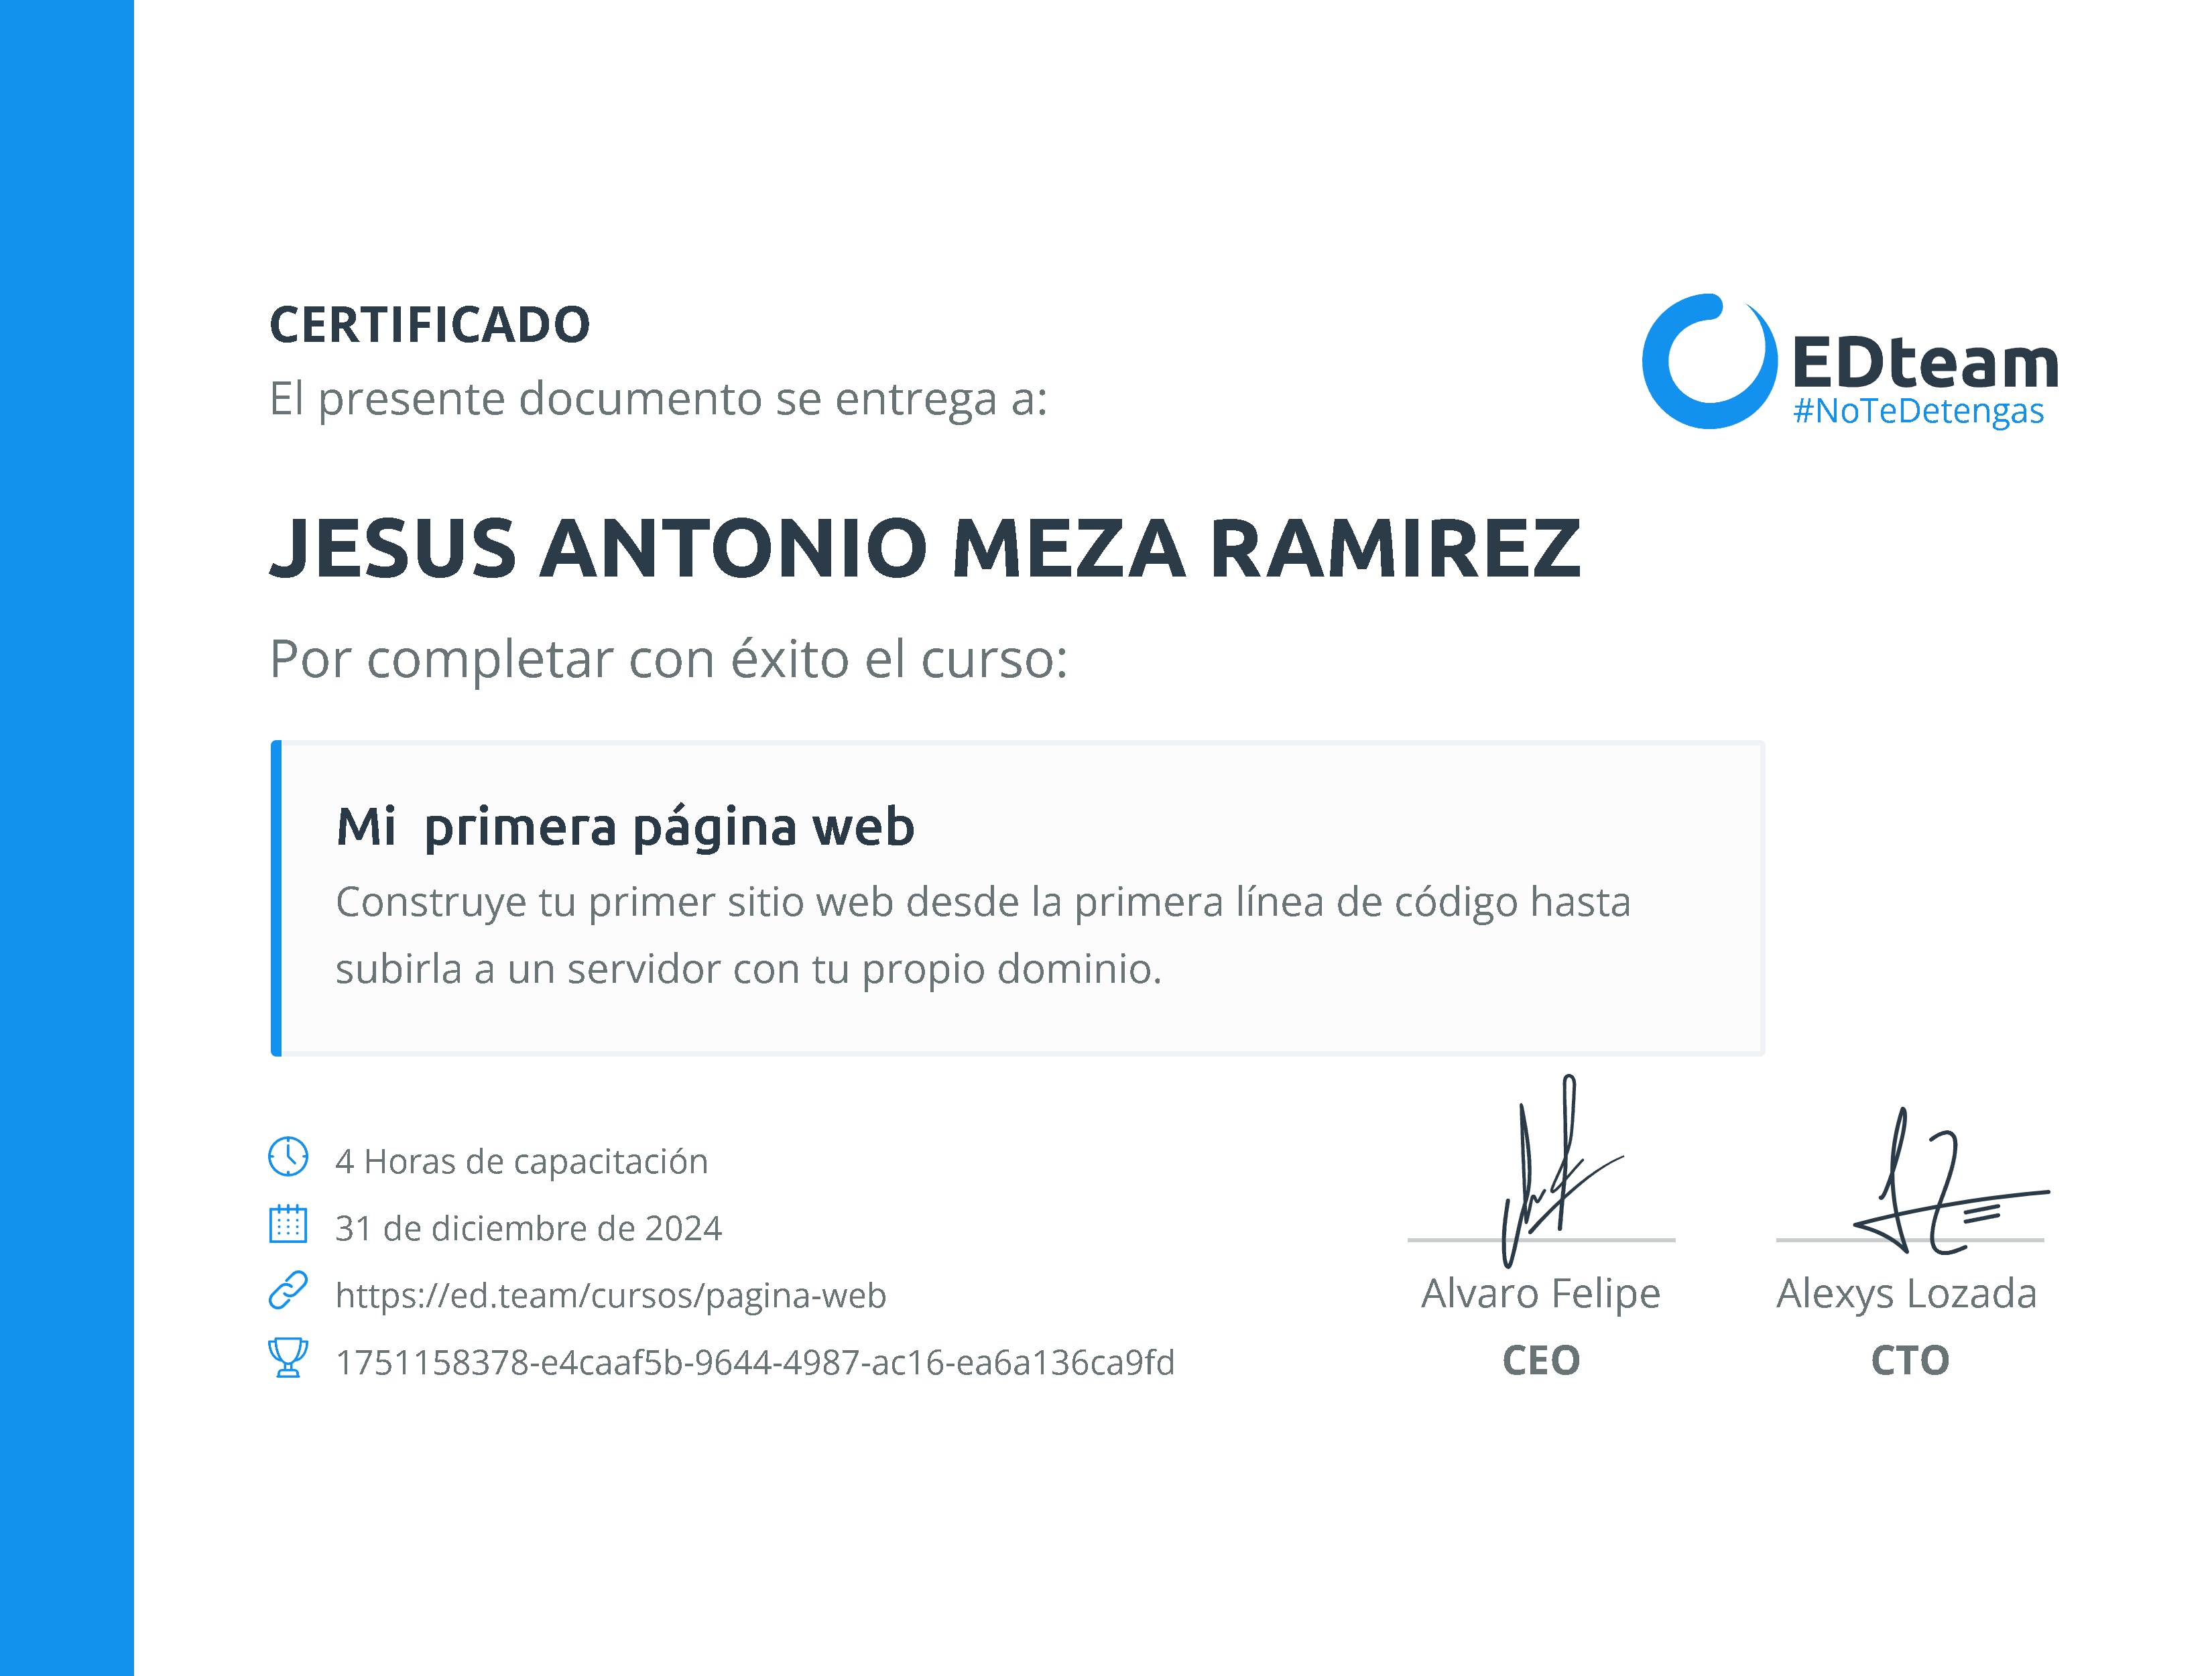 CERTIFICADO
El presente documento se entrega a:
EDteam
#NoTeDetengas
JESUS ANTONIO MEZA RAMIREZ
Por completar con éxito el curso:
Mi  primera página web
Construye tu primer sitio web desde la primera línea de código hasta
subirla a un servidor con tu propio dominio.
4 Horas de capacitación
31 de diciembre de 2024
https://ed.team/cursos/pagina-web
1751158378-e4caaf5b-9644-4987-ac16-ea6a136ca9fd
Alvaro Felipe
CEO
Alexys Lozada
CTO